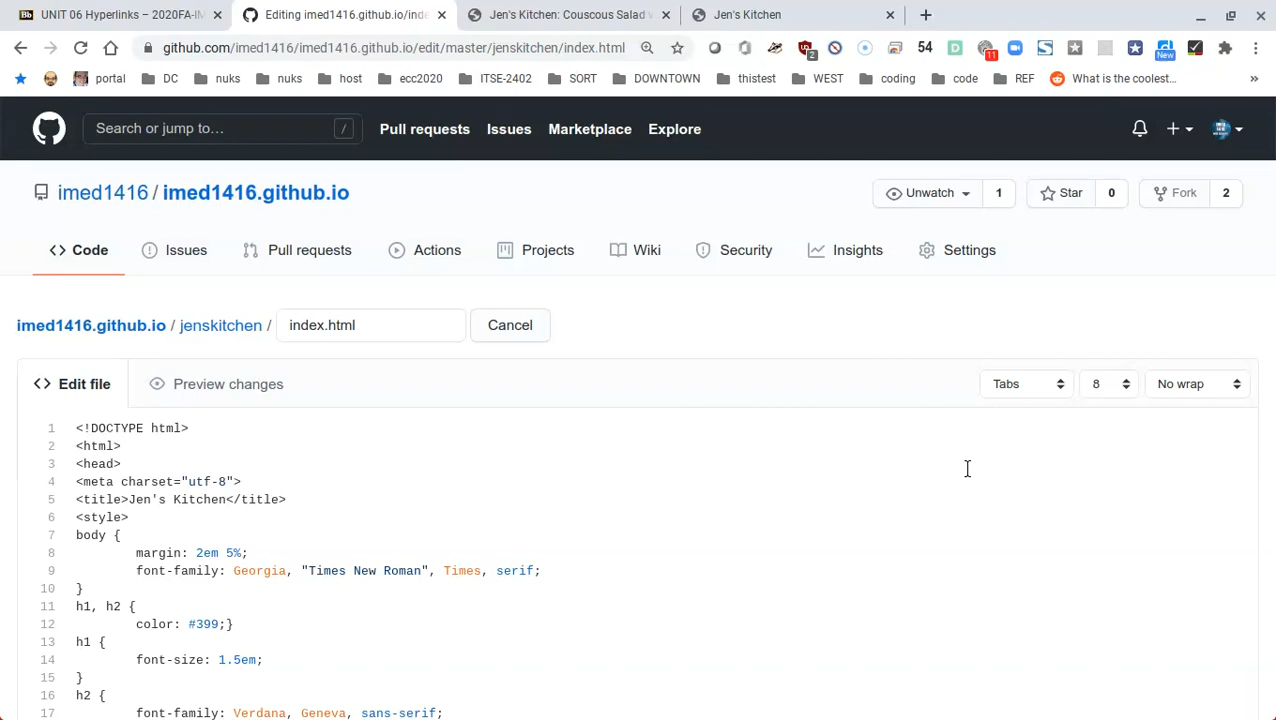 UNIT 06 Hyperlinks – 2020FA-IM
Editing imed1416.github.io/inde
Jen's Kitchen: Couscous Salad w
Jen's Kitchen
github.com/imed1416/imed1416.github.io/edit/master/jenskitchen/index.html
2
54
11
New
portal
DC
nuks
nuks
host
ecc2020
ITSE-2402
SORT
DOWNTOWN
thistest
WEST
coding
code
REF
What is the coolest...
»
Search or jump to…
/
Pull requests
Issues
Marketplace
Explore
imed1416 / imed1416.github.io
Unwatch 1
Star 0
Fork 2
Code
Issues
Pull requests
Actions
Projects
Wiki
Security
Insights
Settings
imed1416.github.io / jenskitchen / index.html
Cancel
Edit file
Preview changes
Tabs
8
No wrap
1 <!DOCTYPE html>
2 <html>
3 <head>
4 <meta charset="utf-8">
5 <title>Jen's Kitchen</title>
6 <style>
7 body {
8 margin: 2em 5%;
9 font-family: Georgia, "Times New Roman", Times, serif;
10 }
11 h1, h2 {
12 color: #399;}
13 h1 {
14 font-size: 1.5em;
15 }
16 h2 {
17 font-family: Verdana, Geneva, sans-serif;